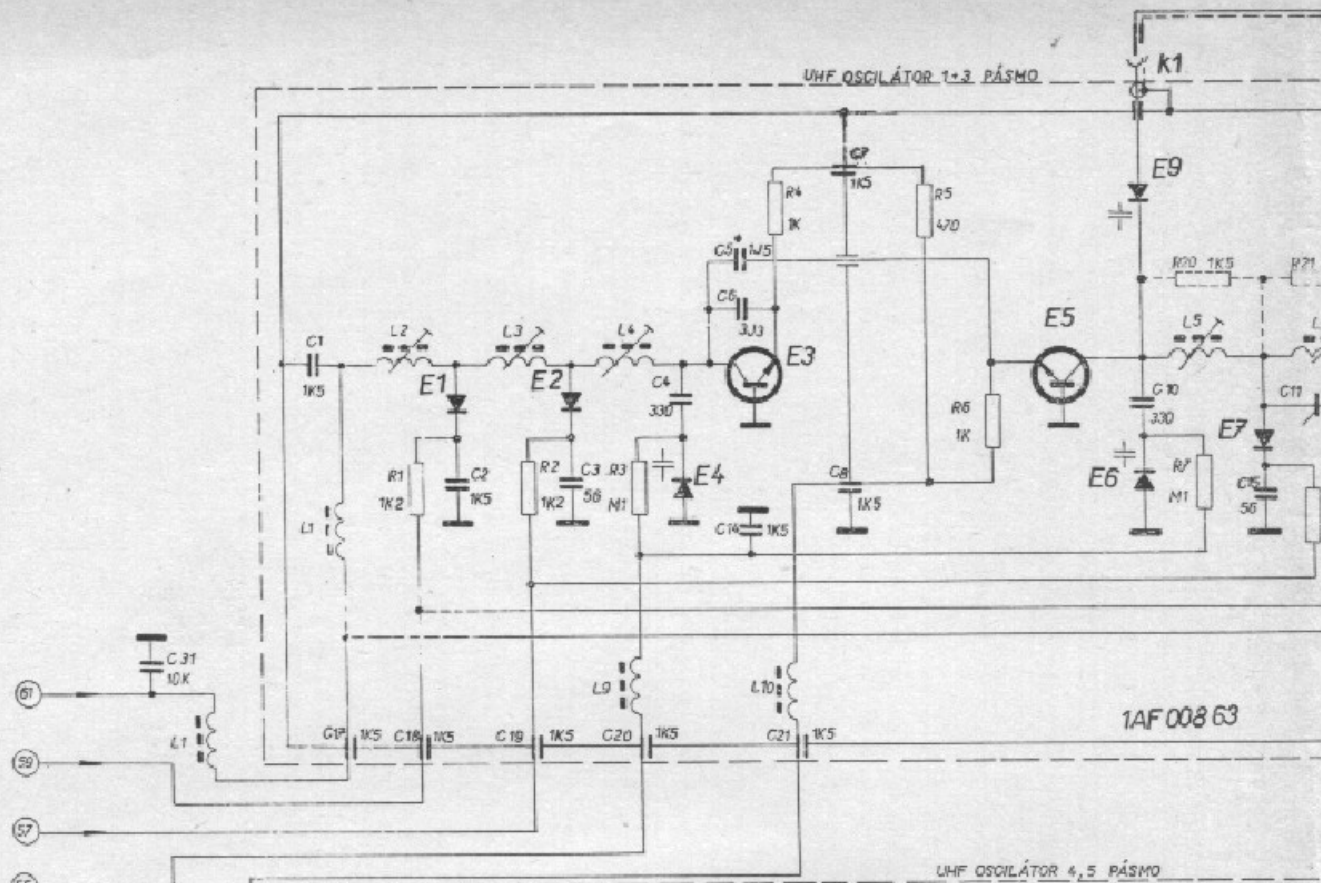 k1
UHF OSCILÁTOR 1÷3 PÁSMO
C7
1K5
E9
R4
1K
R5
470
C5 * 1J5
R20 1K5
R21
C6
3J3
L2
L3
L4
E5
L5
C1
1K5
E1
E2
E3
C4
330
C10
330
C11
R6
1K
E7
R1
1K2
C2
1K5
R2
1K2
C3
56
R3
M1
E4
C8
1K5
E6
R7
M1
C15
56
L1
C14
1K5
C31
10K
61
L9
L10
1AF 008 63
L1
C17
1K5
C18
1K5
C19
1K5
C20
1K5
C21
1K5
59
57
UHF OSCILÁTOR 4,5 PÁSMO